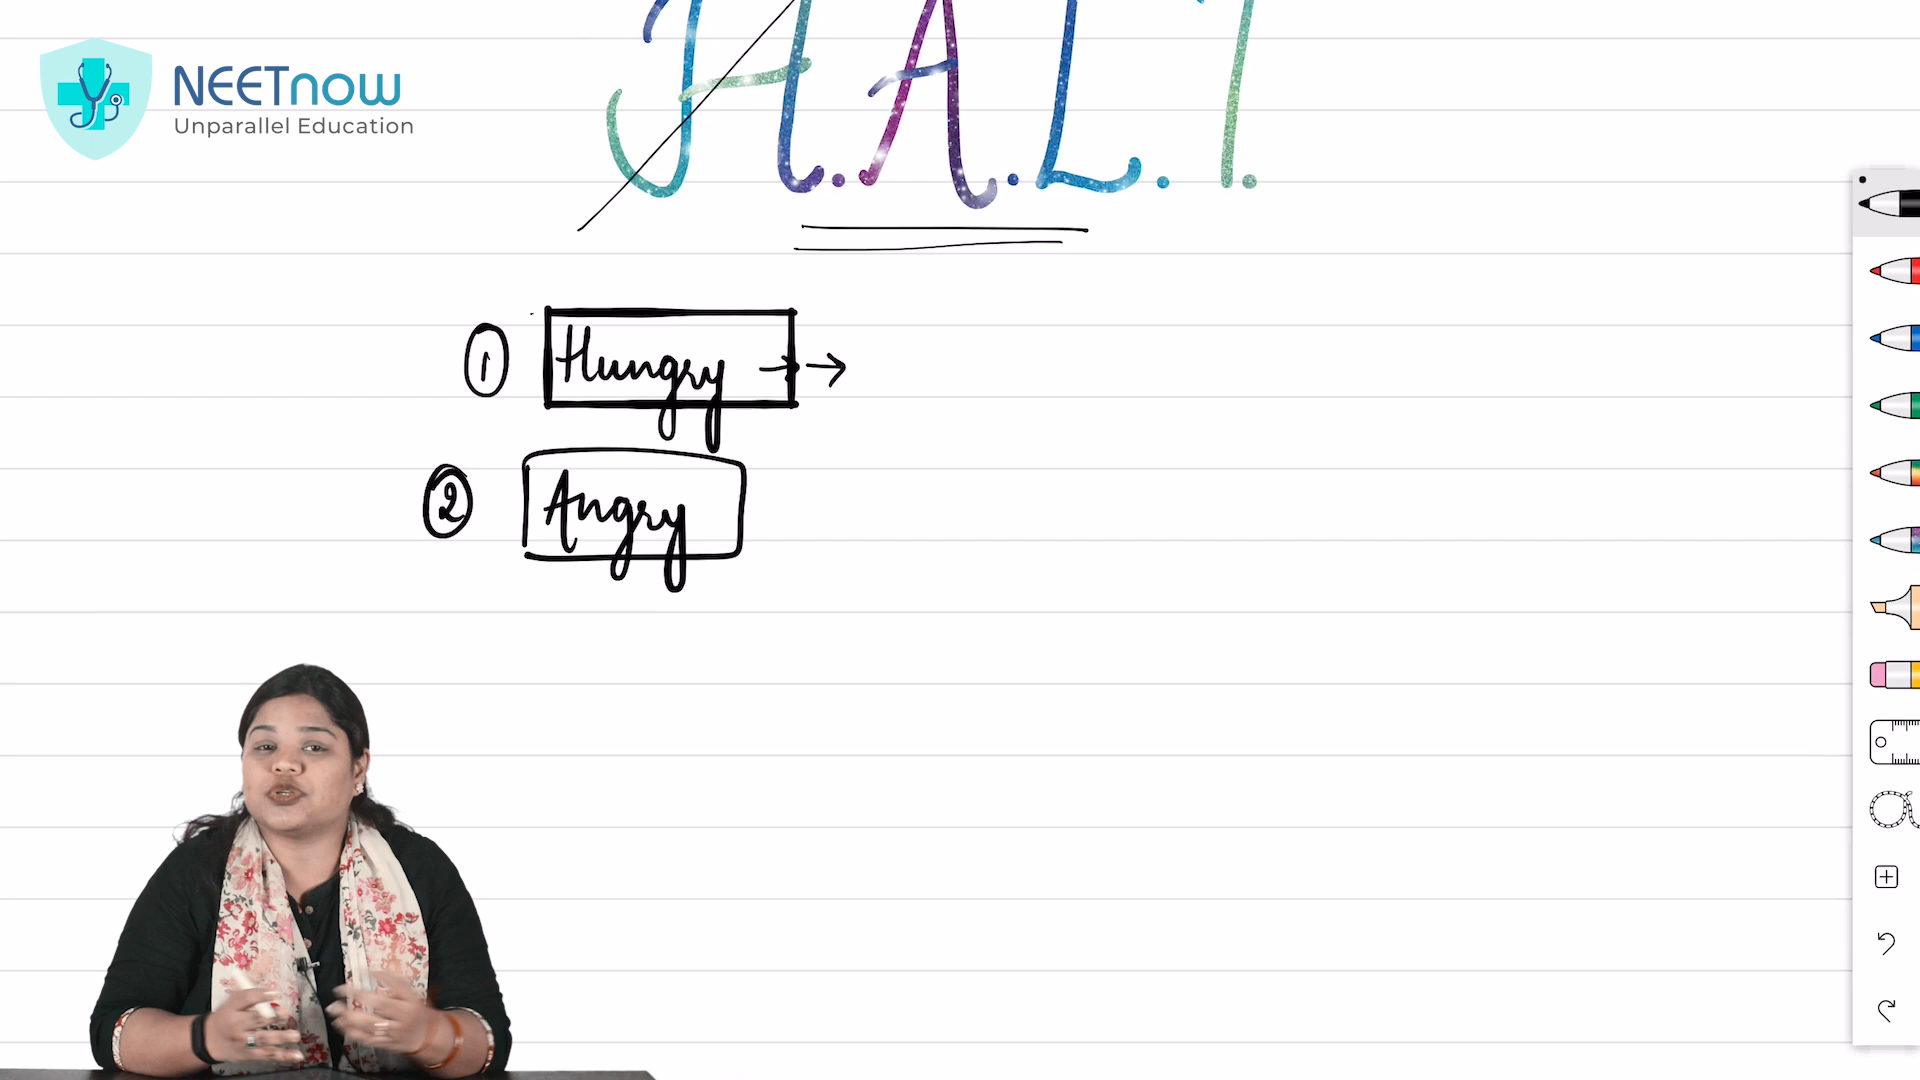 H.A.L.T.
NEETnow
Unparallel Education
1 Hungry →→
2 Angry